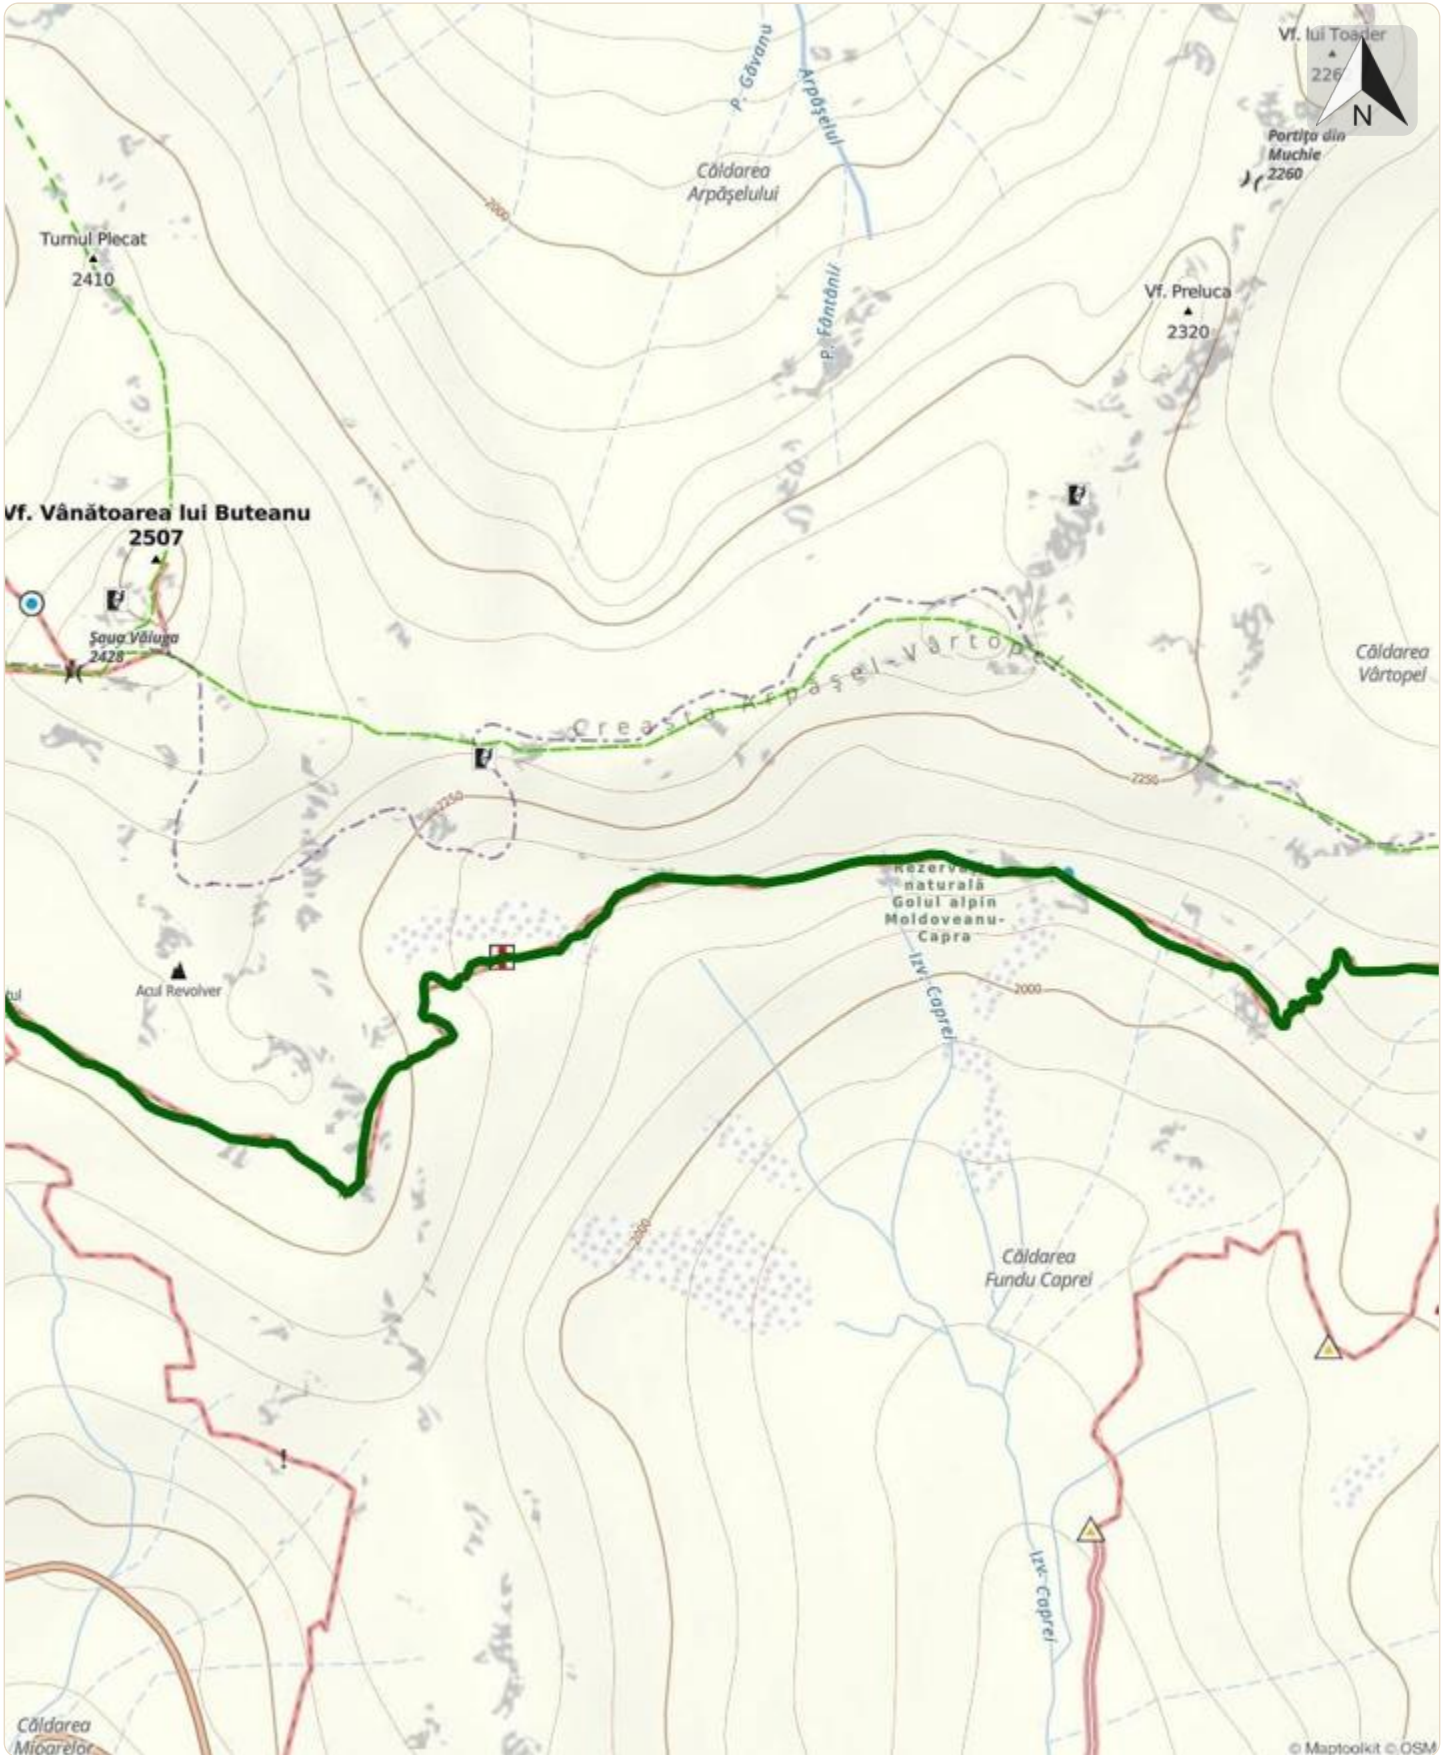 Vf. lui Toader
P. Găvanu
Arpășelul
N
Portița din
Muchie
2260
Căldarea
Arpășelului
2000
Turnul Plecat
2410
P. Fântânii
Vf. Preluca
2320
Vf. Vânătoarea lui Buteanu
2507
Șaua Văiuga
2428
Căldarea
Vârtopel
Creasta Arpășel-Vârtopel
2250
2250
Rezervația
naturală
Golul alpin
Moldoveanu-
Capra
Izv. Caprei
2000
Acul Revolver
2000
Căldarea
Fundu Caprei
!
Izv. Caprei
Căldarea
Mioarelor
© Maptoolkit © OSM